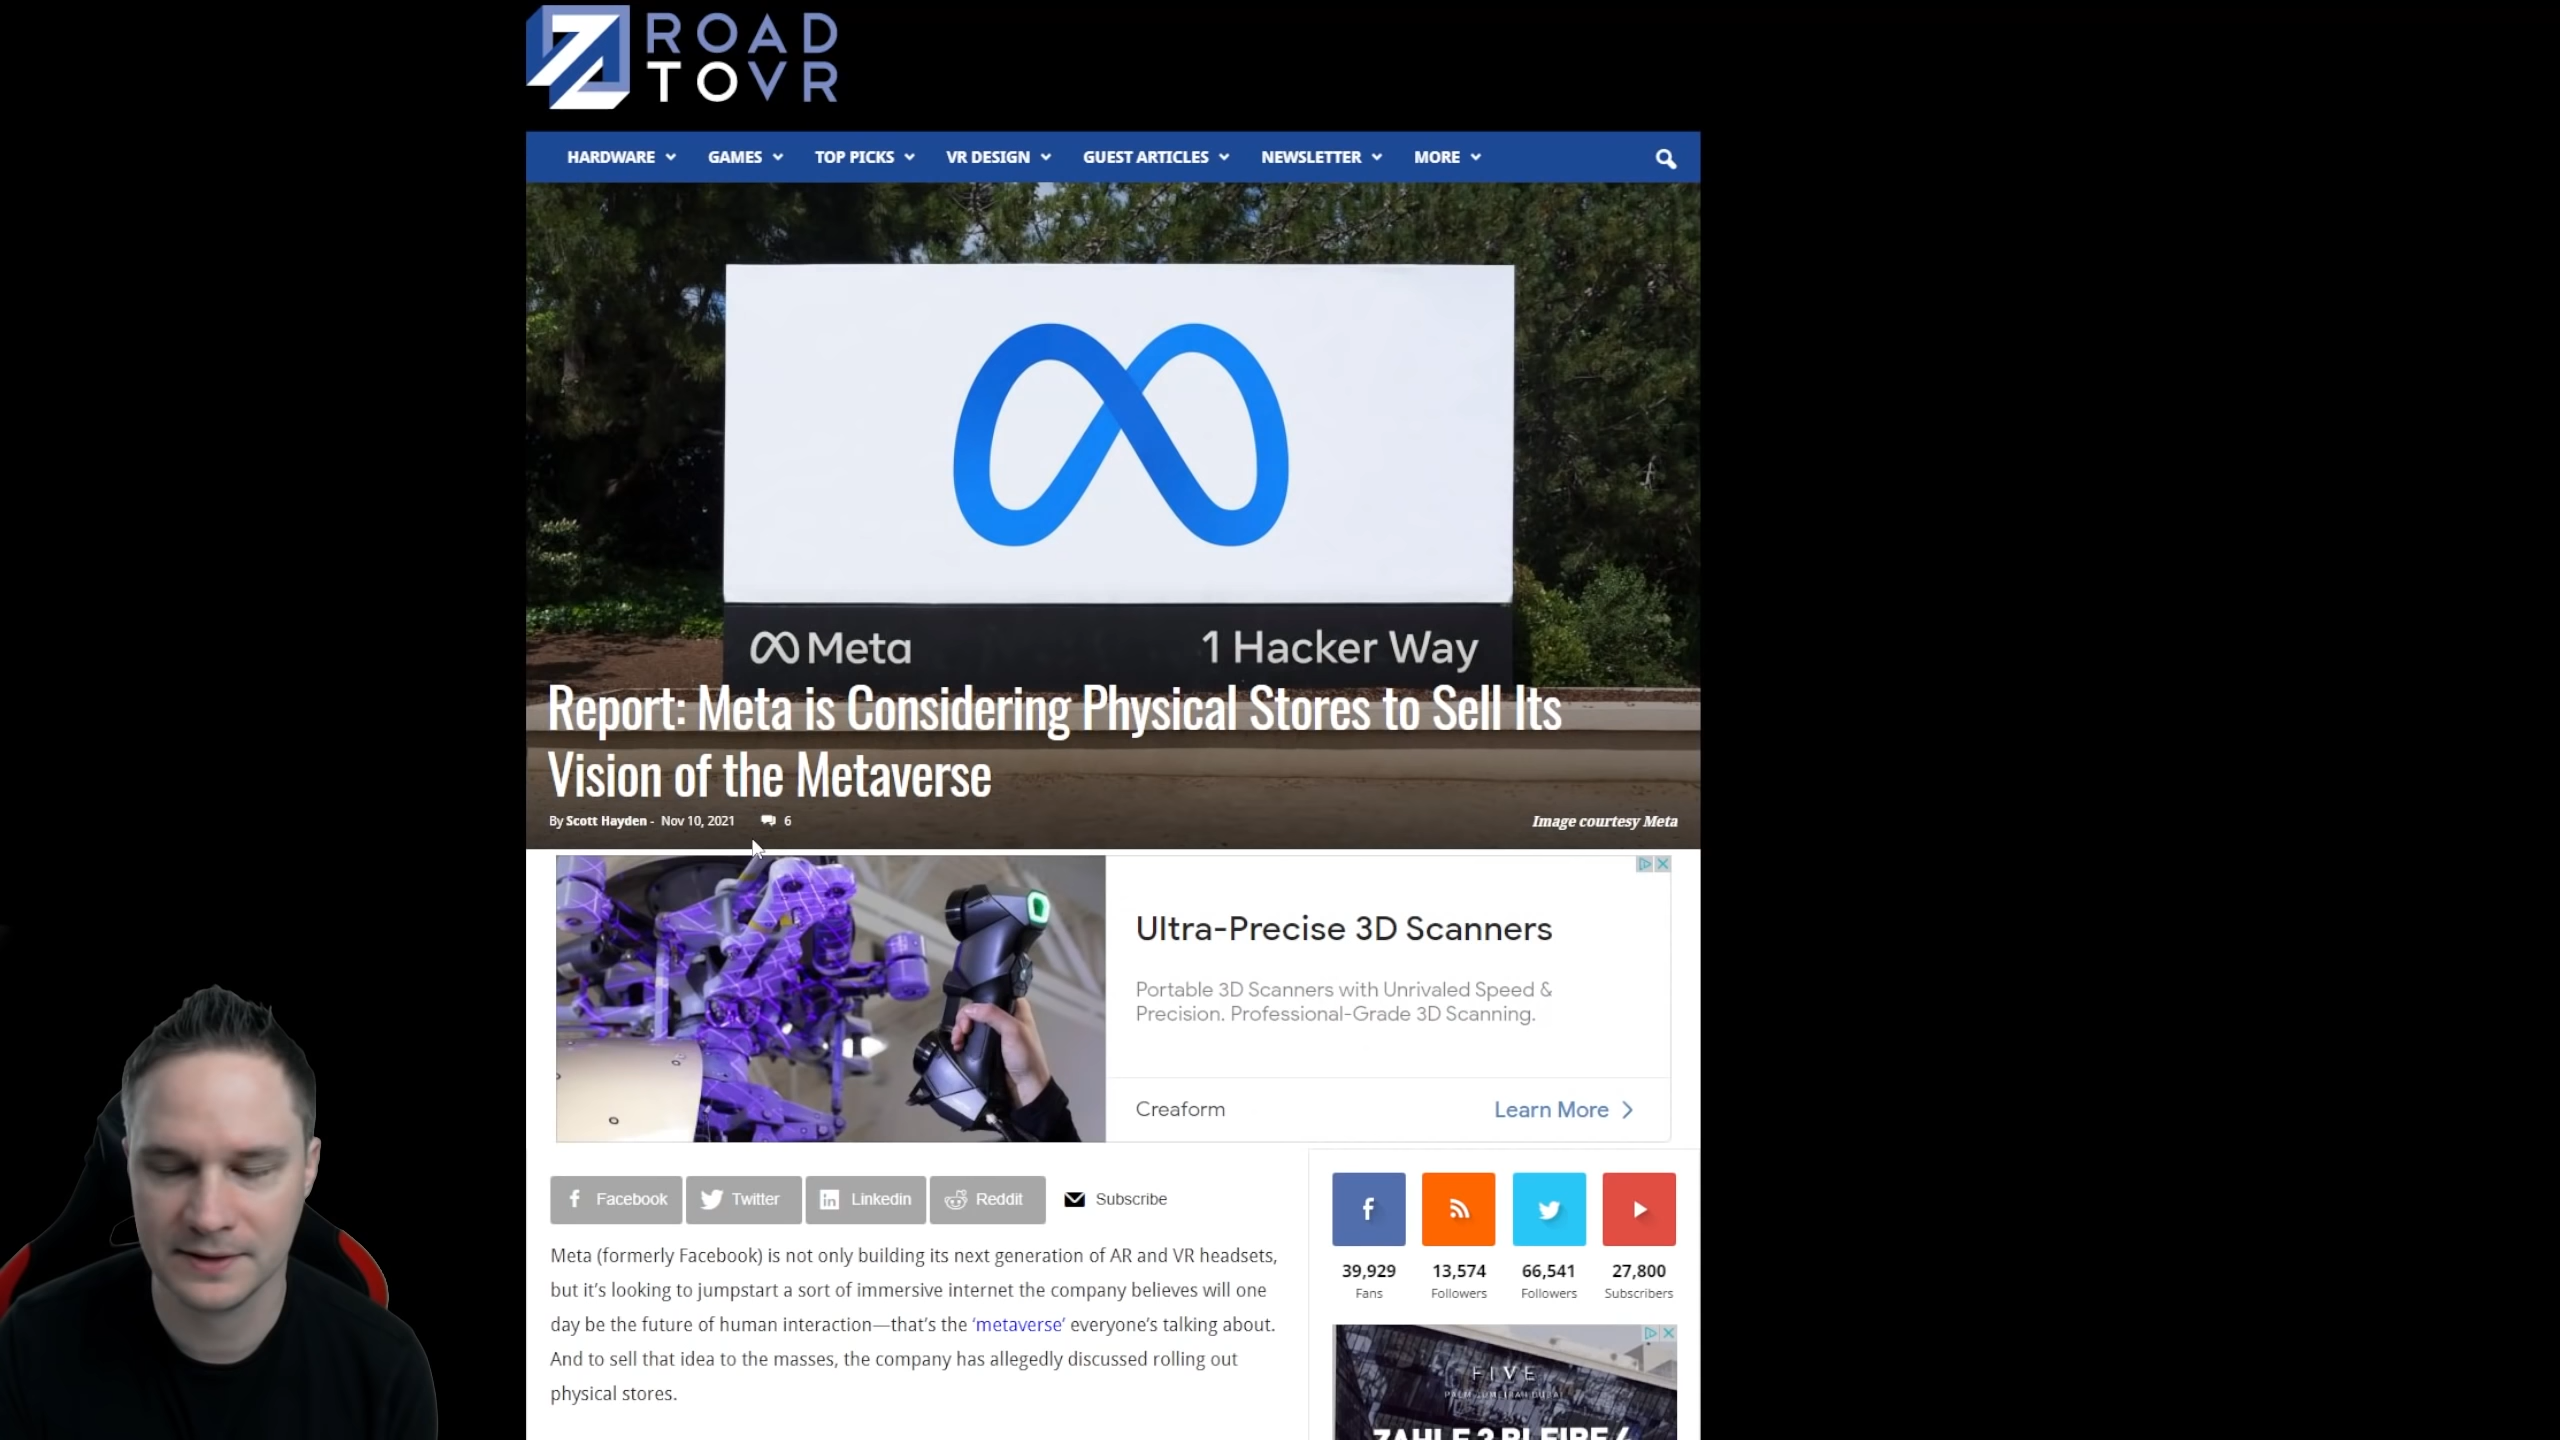 ROAD
TOVR
HARDWARE GAMES TOP PICKS VR DESIGN GUEST ARTICLES NEWSLETTER MORE
Meta 1 Hacker Way
Report: Meta is Considering Physical Stores to Sell Its
Vision of the Metaverse
By Scott Hayden - Nov 10, 2021 6
Image courtesy Meta
Ultra-Precise 3D Scanners
Portable 3D Scanners with Unrivaled Speed &
Precision. Professional-Grade 3D Scanning.
Creaform Learn More
Facebook Twitter Linkedin Reddit Subscribe
Meta (formerly Facebook) is not only building its next generation of AR and VR headsets,
but it’s looking to jumpstart a sort of immersive internet the company believes will one
day be the future of human interaction—that’s the ‘metaverse’ everyone’s talking about.
And to sell that idea to the masses, the company has allegedly discussed rolling out
physical stores.
39,929 13,574 66,541 27,800
Fans Followers Followers Subscribers
FIVE
PALM JUMEIRAH DUBAI
ZAHLE 3 BLEIBE 4